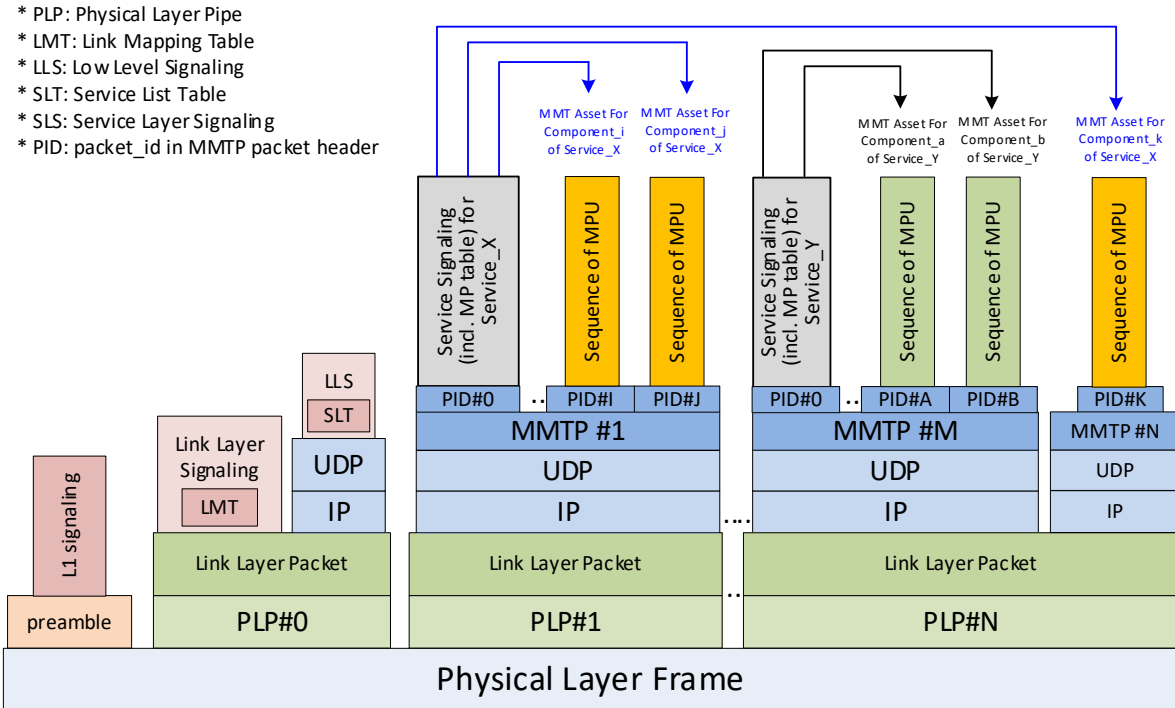 * PLP: Physical Layer Pipe
* LMT: Link Mapping Table
* LLS: Low Level Signaling
* SLT: Service List Table
* SLS: Service Layer Signaling
* PID: packet_id in MMTP packet header
MMT Asset For
Component_i
of Service_X
MMT Asset For
Component_j
of Service_X
MMT Asset For
Component_a
of Service_Y
MMT Asset For
Component_b
of Service_Y
MMT Asset For
Component_k
of Service_X
Service Signaling
(incl. MP table) for
Service_X
Sequence of MPU
Sequence of MPU
Service Signaling
(incl. MP table) for
Service_Y
Sequence of MPU
Sequence of MPU
Sequence of MPU
PID#0
..
PID#I
PID#J
PID#0
..
PID#A
PID#B
PID#K
MMTP #1
MMTP #M
MMTP #N
UDP
UDP
UDP
IP
....
IP
IP
LLS
SLT
UDP
IP
Link Layer
Signaling
LMT
L1 signaling
Link Layer Packet
Link Layer Packet
Link Layer Packet
preamble
PLP#0
PLP#1
..
PLP#N
Physical Layer Frame